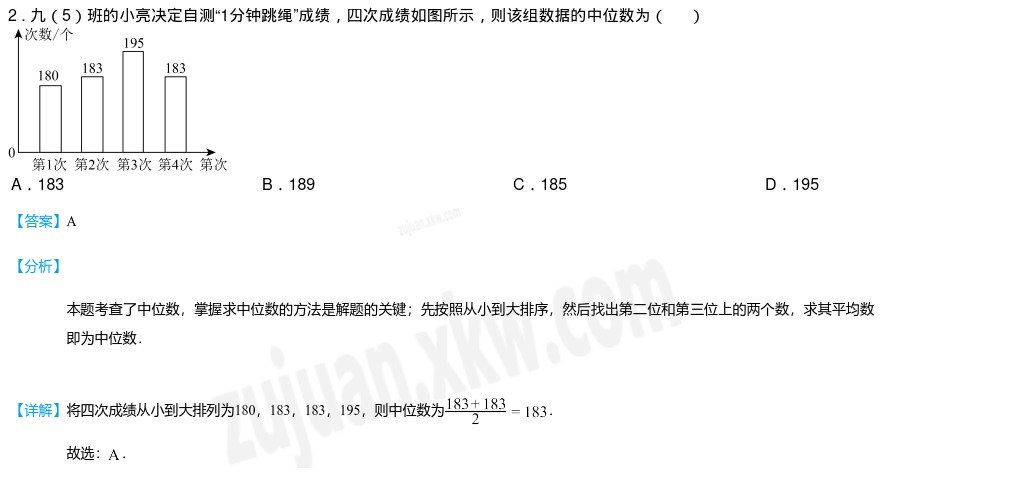 2．九（5）班的小亮决定自测“1分钟跳绳”成绩，四次成绩如图所示，则该组数据的中位数为（　　）
次数/个
195
180 183 183
0
第1次 第2次 第3次 第4次 第次
A．183 B．189 C．185 D．195
【答案】A
zujuan.xkw.com
【分析】
本题考查了中位数，掌握求中位数的方法是解题的关键；先按照从小到大排序，然后找出第二位和第三位上的两个数，求其平均数
即为中位数．
zujuan.xkw.com
【详解】将四次成绩从小到大排列为180，183，183，195，则中位数为(183+183)/2=183．
故选：A．